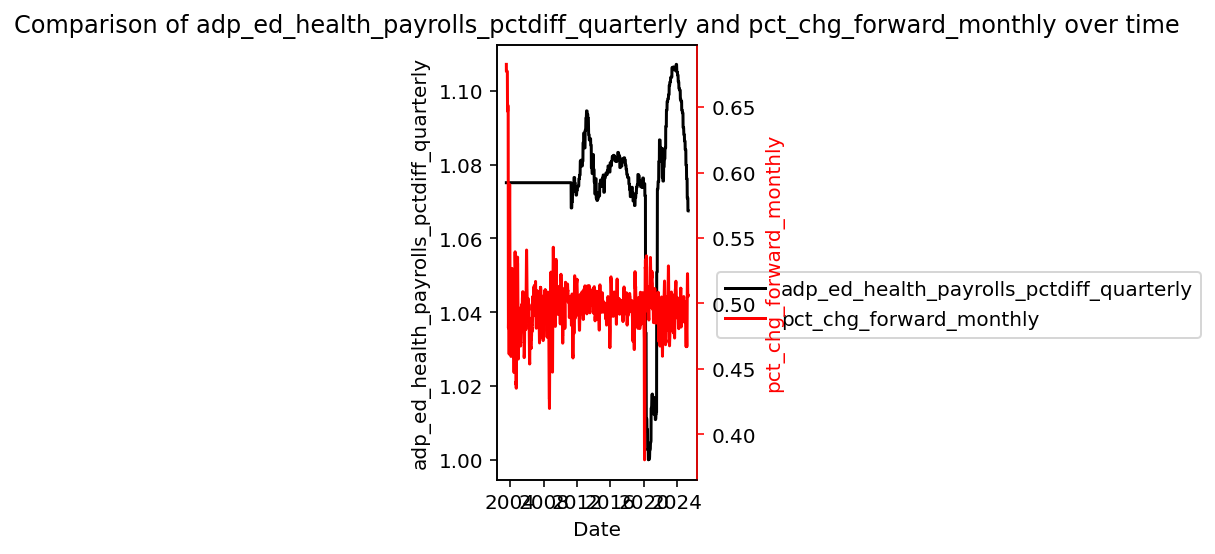 Comparison of adp_ed_health_payrolls_pctdiff_quarterly and pct_chg_forward_monthly over time
adp_ed_health_payrolls_pctdiff_quarterly
1.10
1.08
1.06
1.04
1.02
1.00
0.65
0.60
0.55
0.50
0.45
0.40
pct_chg_forward_monthly
adp_ed_health_payrolls_pctdiff_quarterly
pct_chg_forward_monthly
2004 2008 2012 2016 2020 2024
Date